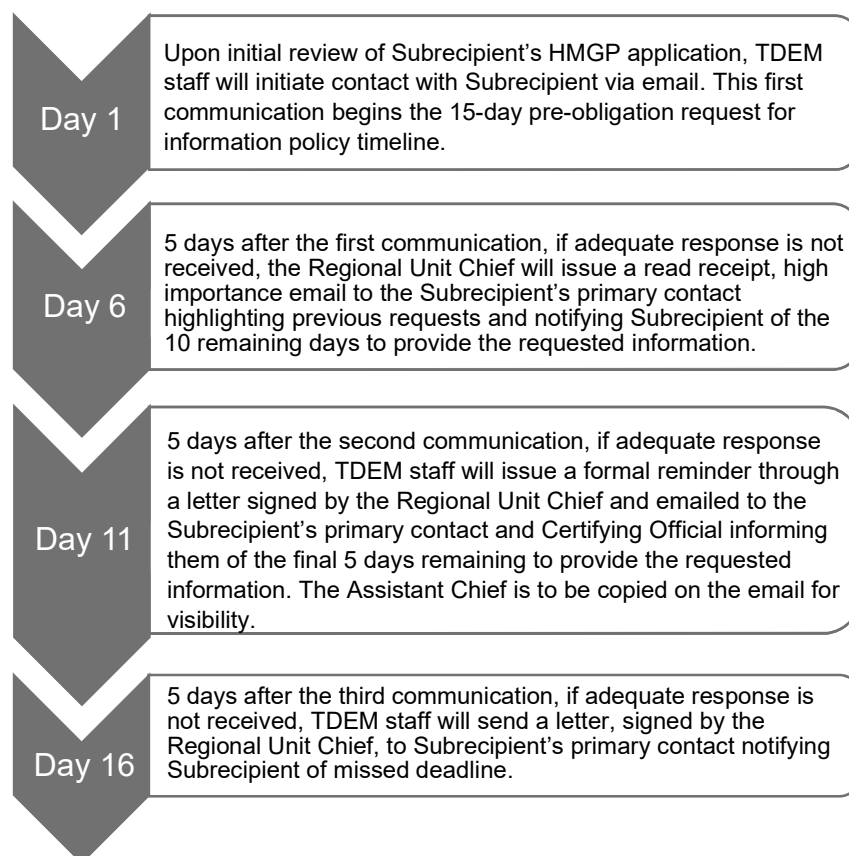 Upon initial review of Subrecipient's HMGP application, TDEM
staff will initiate contact with Subrecipient via email. This first
communication begins the 15-day pre-obligation request for
information policy timeline.
Day 1
5 days after the first communication, if adequate response is not
received, the Regional Unit Chief will issue a read receipt, high
importance email to the Subrecipient's primary contact
highlighting previous requests and notifying Subrecipient of the
10 remaining days to provide the requested information.
Day 6
5 days after the second communication, if adequate response
is not received, TDEM staff will issue a formal reminder through
a letter signed by the Regional Unit Chief and emailed to the
Subrecipient's primary contact and Certifying Official informing
them of the final 5 days remaining to provide the requested
information. The Assistant Chief is to be copied on the email for
visibility.
Day 11
5 days after the third communication, if adequate response is
not received, TDEM staff will send a letter, signed by the
Regional Unit Chief, to Subrecipient's primary contact notifying
Subrecipient of missed deadline.
Day 16